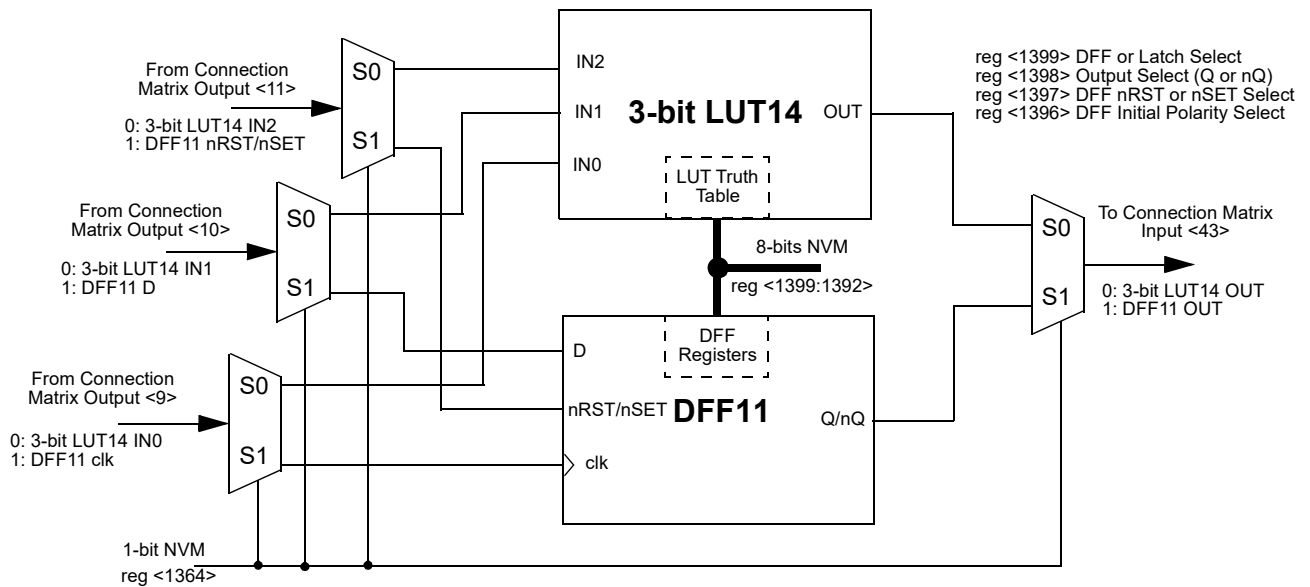 From Connection
Matrix Output <11>
0: 3-bit LUT14 IN2
1: DFF11 nRST/nSET
S0
S1
From Connection
Matrix Output <10>
0: 3-bit LUT14 IN1
1: DFF11 D
S0
S1
From Connection
Matrix Output <9>
0: 3-bit LUT14 IN0
1: DFF11 clk
S0
S1
1-bit NVM
reg <1364>
IN2
IN1
IN0
3-bit LUT14
OUT
LUT Truth
Table
8-bits NVM
reg <1399:1392>
DFF
Registers
D
nRST/nSET
clk
DFF11
Q/nQ
reg <1399> DFF or Latch Select
reg <1398> Output Select (Q or nQ)
reg <1397> DFF nRST or nSET Select
reg <1396> DFF Initial Polarity Select
S0
S1
To Connection Matrix
Input <43>
0: 3-bit LUT14 OUT
1: DFF11 OUT